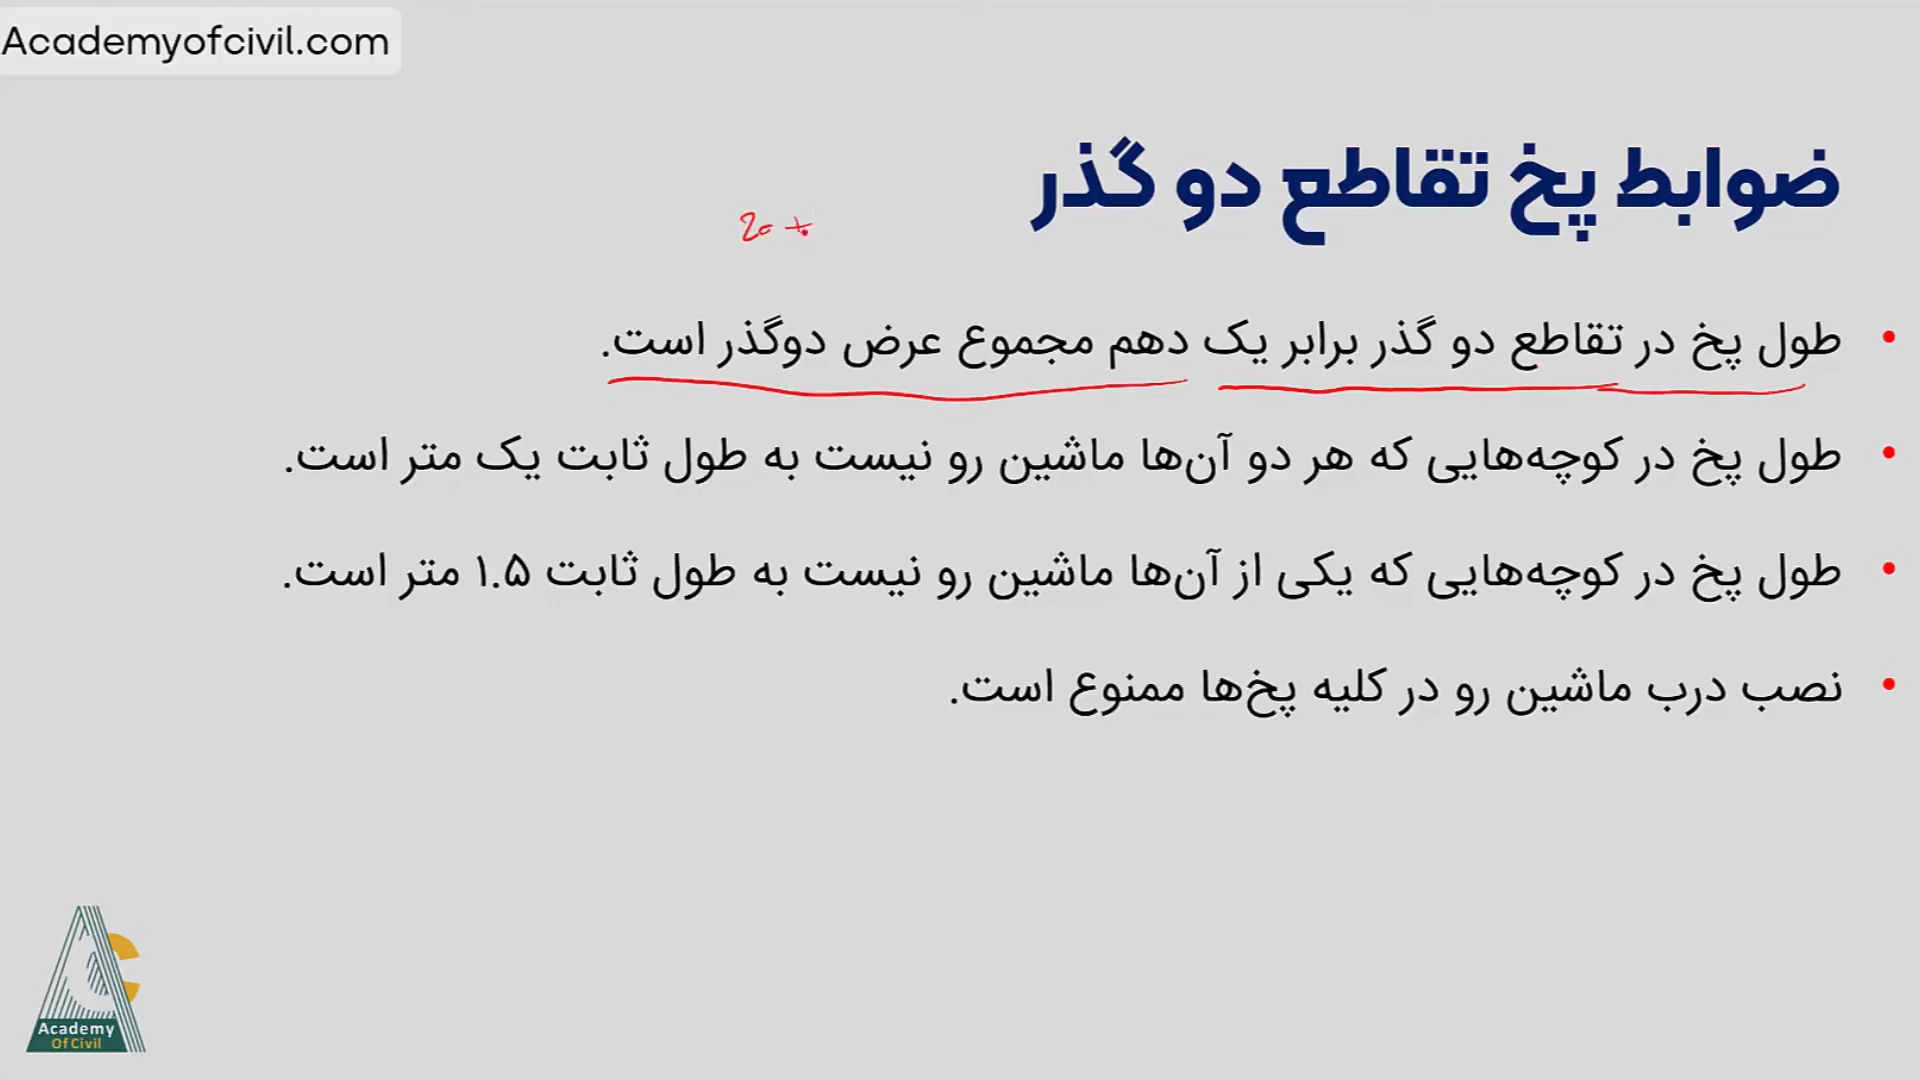 Academyofcivil.com
ضوابط پخ تقاطع دو گذر
20 +
• طول پخ در تقاطع دو گذر برابر یک دهم مجموع عرض دوگذر است.
• طول پخ در کوچه‌هایی که هر دو آن‌ها ماشین رو نیست به طول ثابت یک متر است.
• طول پخ در کوچه‌هایی که یکی از آن‌ها ماشین رو نیست به طول ثابت ۱.۵ متر است.
• نصب درب ماشین رو در کلیه پخ‌ها ممنوع است.
Academy
Of Civil